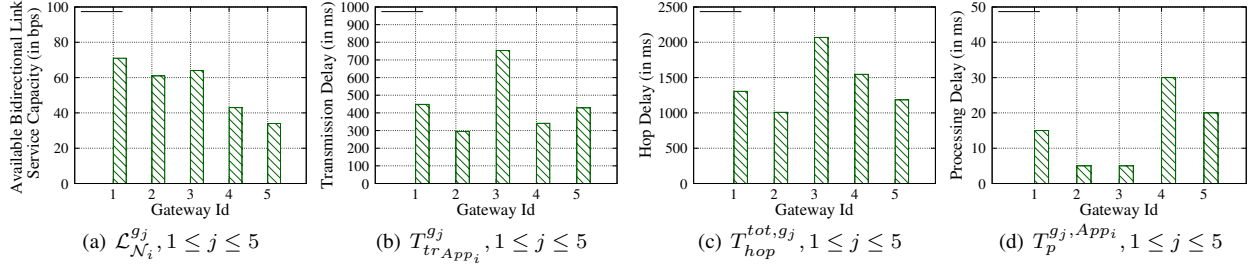 Available Bidirectional Link
Service Capacity (in bps)
100
80
60
40
20
0
1 2 3 4 5
Gateway Id
(a) $\mathcal{L}_{\mathcal{N}_i}^{g_j}, 1 \leq j \leq 5$
Transmission Delay (in ms)
1000
900
800
700
600
500
400
300
200
100
0
1 2 3 4 5
Gateway Id
(b) $T_{tr_{App_i}}^{g_j}, 1 \leq j \leq 5$
Hop Delay (in ms)
2500
2000
1500
1000
500
0
1 2 3 4 5
Gateway Id
(c) $T_{hop}^{tot,g_j}, 1 \leq j \leq 5$
Processing Delay (in ms)
50
40
30
20
10
0
1 2 3 4 5
Gateway Id
(d) $T_p^{g_j,App_i}, 1 \leq j \leq 5$